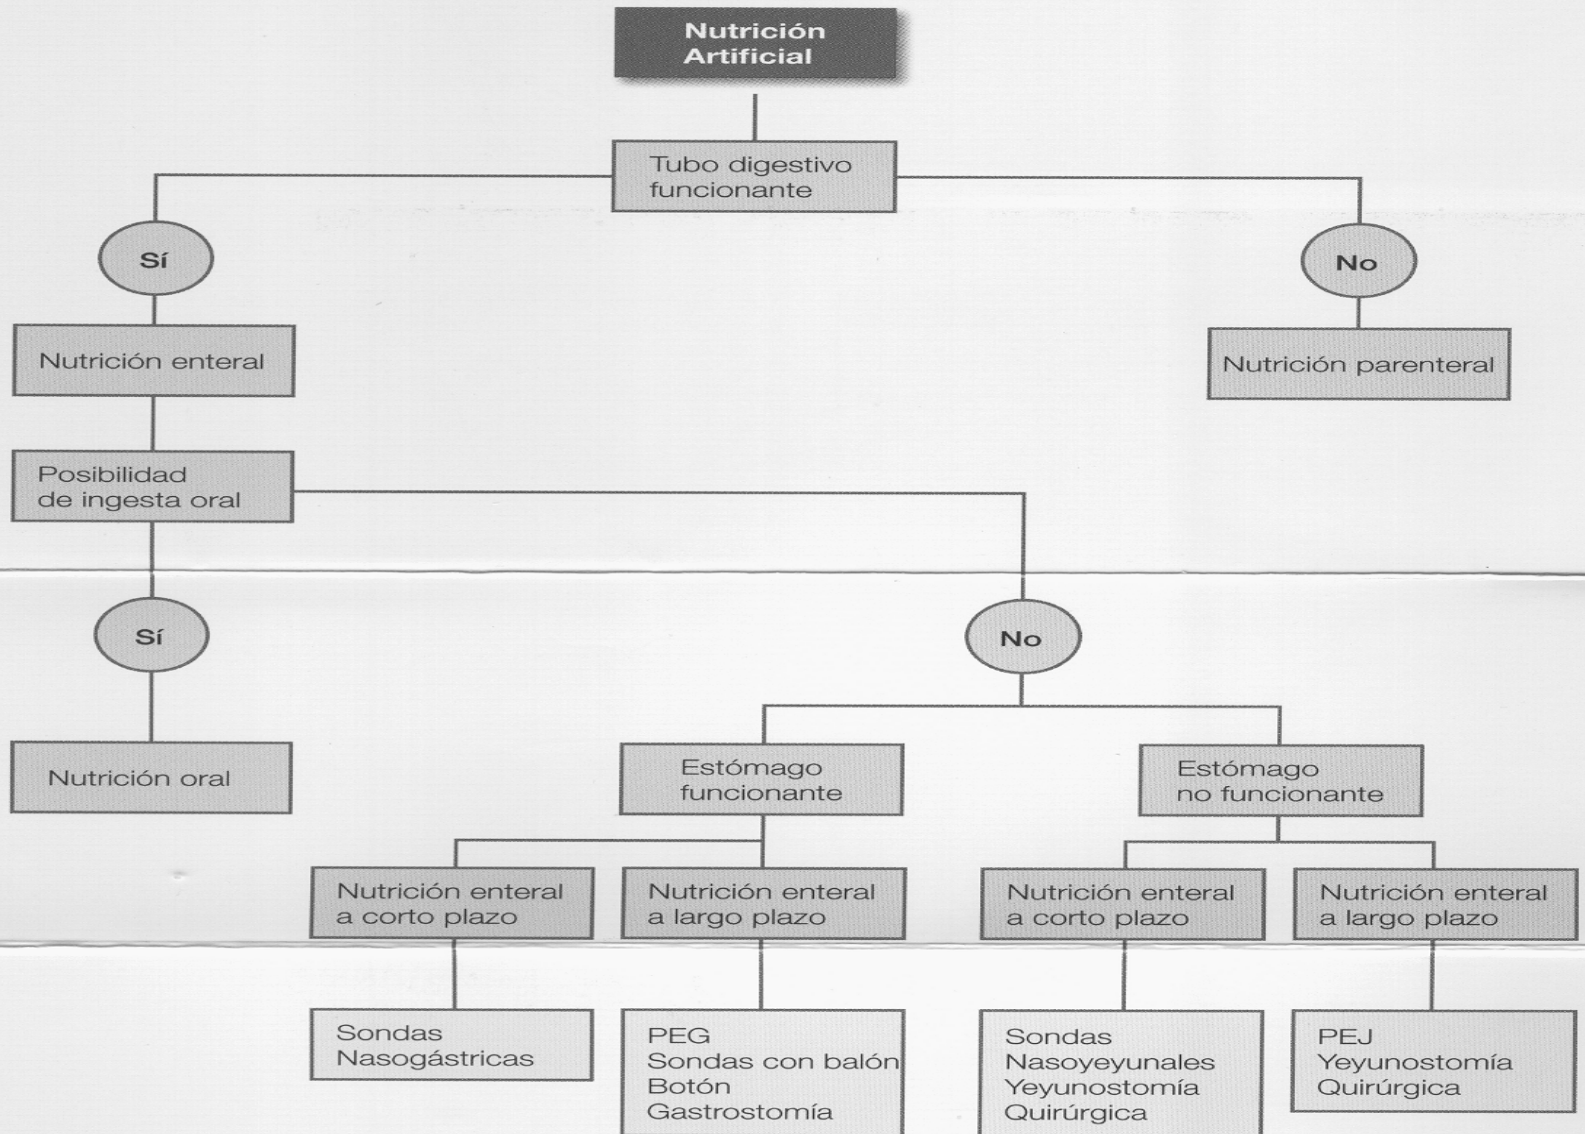 Nutrición
Artificial
Tubo digestivo
funcionante
Sí
No
Nutrición enteral
Nutrición parenteral
Posibilidad
de ingesta oral
Sí
No
Nutrición oral
Estómago
funcionante
Estómago
no funcionante
Nutrición enteral
a corto plazo
Nutrición enteral
a largo plazo
Nutrición enteral
a corto plazo
Nutrición enteral
a largo plazo
Sondas
Nasogástricas
PEG
Sondas con balón
Botón
Gastrostomía
Sondas
Nasoyeyunales
Yeyunostomía
Quirúrgica
PEJ
Yeyunostomía
Quirúrgica